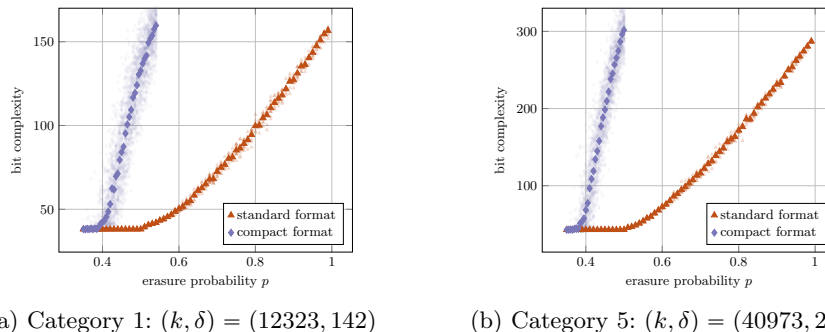 150
100
50
bit complexity
standard format
compact format
0.4 0.6 0.8 1
erasure probability p
a) Category 1: (k, δ) = (12323, 142)
300
200
100
bit complexity
standard format
compact format
0.4 0.6 0.8 1
erasure probability p
(b) Category 5: (k, δ) = (40973, 2